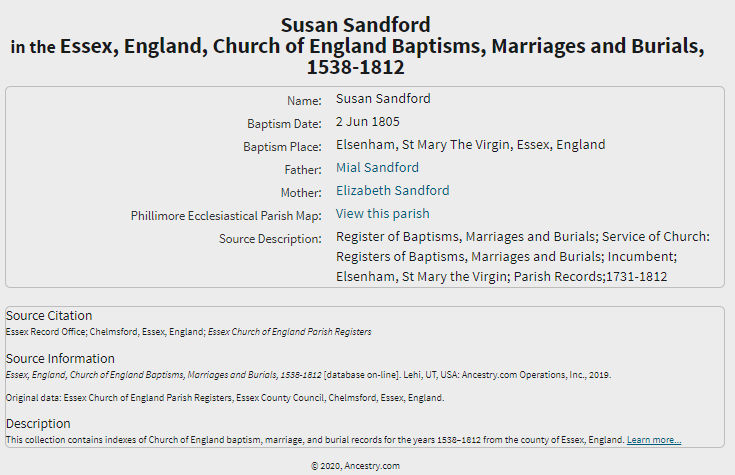 Susan Sandford
in the Essex, England, Church of England Baptisms, Marriages and Burials,
1538-1812
Name: Susan Sandford
Baptism Date: 2 Jun 1805
Baptism Place: Elsenham, St Mary The Virgin, Essex, England
Father: Mial Sandford
Mother: Elizabeth Sandford
Phillimore Ecclesiastical Parish Map: View this parish
Source Description: Register of Baptisms, Marriages and Burials; Service of Church:
Registers of Baptisms, Marriages and Burials; Incumbent;
Elsenham, St Mary the Virgin; Parish Records;1731-1812
Source Citation
Essex Record Office; Chelmsford, Essex, England; Essex Church of England Parish Registers
Source Information
Essex, England, Church of England Baptisms, Marriages and Burials, 1538-1812 [database on-line]. Lehi, UT, USA: Ancestry.com Operations, Inc., 2019.
Original data: Essex Church of England Parish Registers, Essex County Council, Chelmsford, Essex, England.
Description
This collection contains indexes of Church of England baptism, marriage, and burial records for the years 1538–1812 from the county of Essex, England. Learn more...
© 2020, Ancestry.com